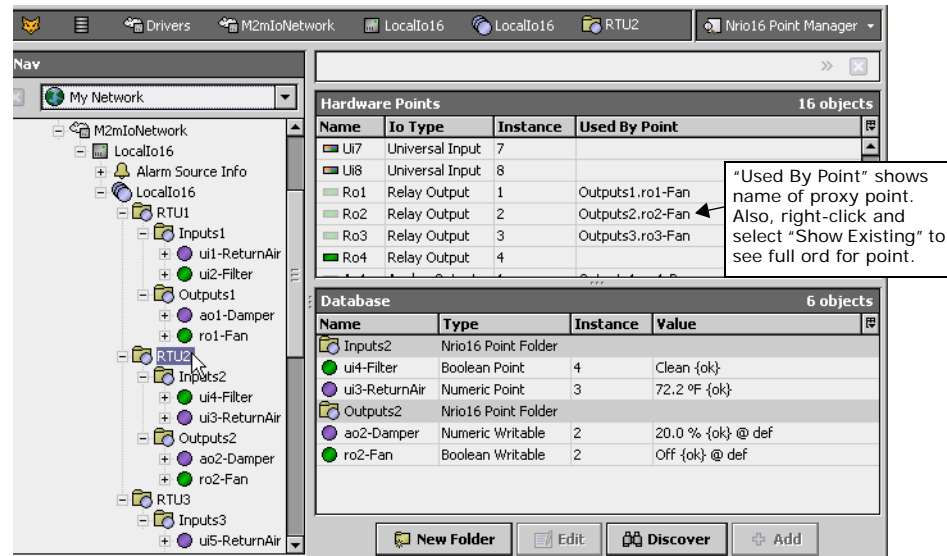 Drivers M2mIoNetwork LocalIo16 LocalIo16 RTU2 Nrio16 Point Manager
Nav
My Network
M2mIoNetwork
LocalIo16
Alarm Source Info
LocalIo16
RTU1
Inputs1
ui1-ReturnAir
ui2-Filter
Outputs1
ao1-Damper
ro1-Fan
RTU2
Inputs2
ui4-Filter
ui3-ReturnAir
Outputs2
ao2-Damper
ro2-Fan
RTU3
Inputs3
ui5-ReturnAir
Hardware Points 16 objects
Name Io Type Instance Used By Point
Ui7 Universal Input 7
Ui8 Universal Input 8
Ro1 Relay Output 1 Outputs1.ro1-Fan
Ro2 Relay Output 2 Outputs2.ro2-Fan
Ro3 Relay Output 3 Outputs3.ro3-Fan
Ro4 Relay Output 4
"Used By Point" shows
name of proxy point.
Also, right-click and
select "Show Existing" to
see full ord for point.
Database 6 objects
Name Type Instance Value
Inputs2 Nrio16 Point Folder
ui4-Filter Boolean Point 4 Clean {ok}
ui3-ReturnAir Numeric Point 3 72.2 ºF {ok}
Outputs2 Nrio16 Point Folder
ao2-Damper Numeric Writable 2 20.0 % {ok} @ def
ro2-Fan Boolean Writable 2 Off {ok} @ def
New Folder Edit Discover Add